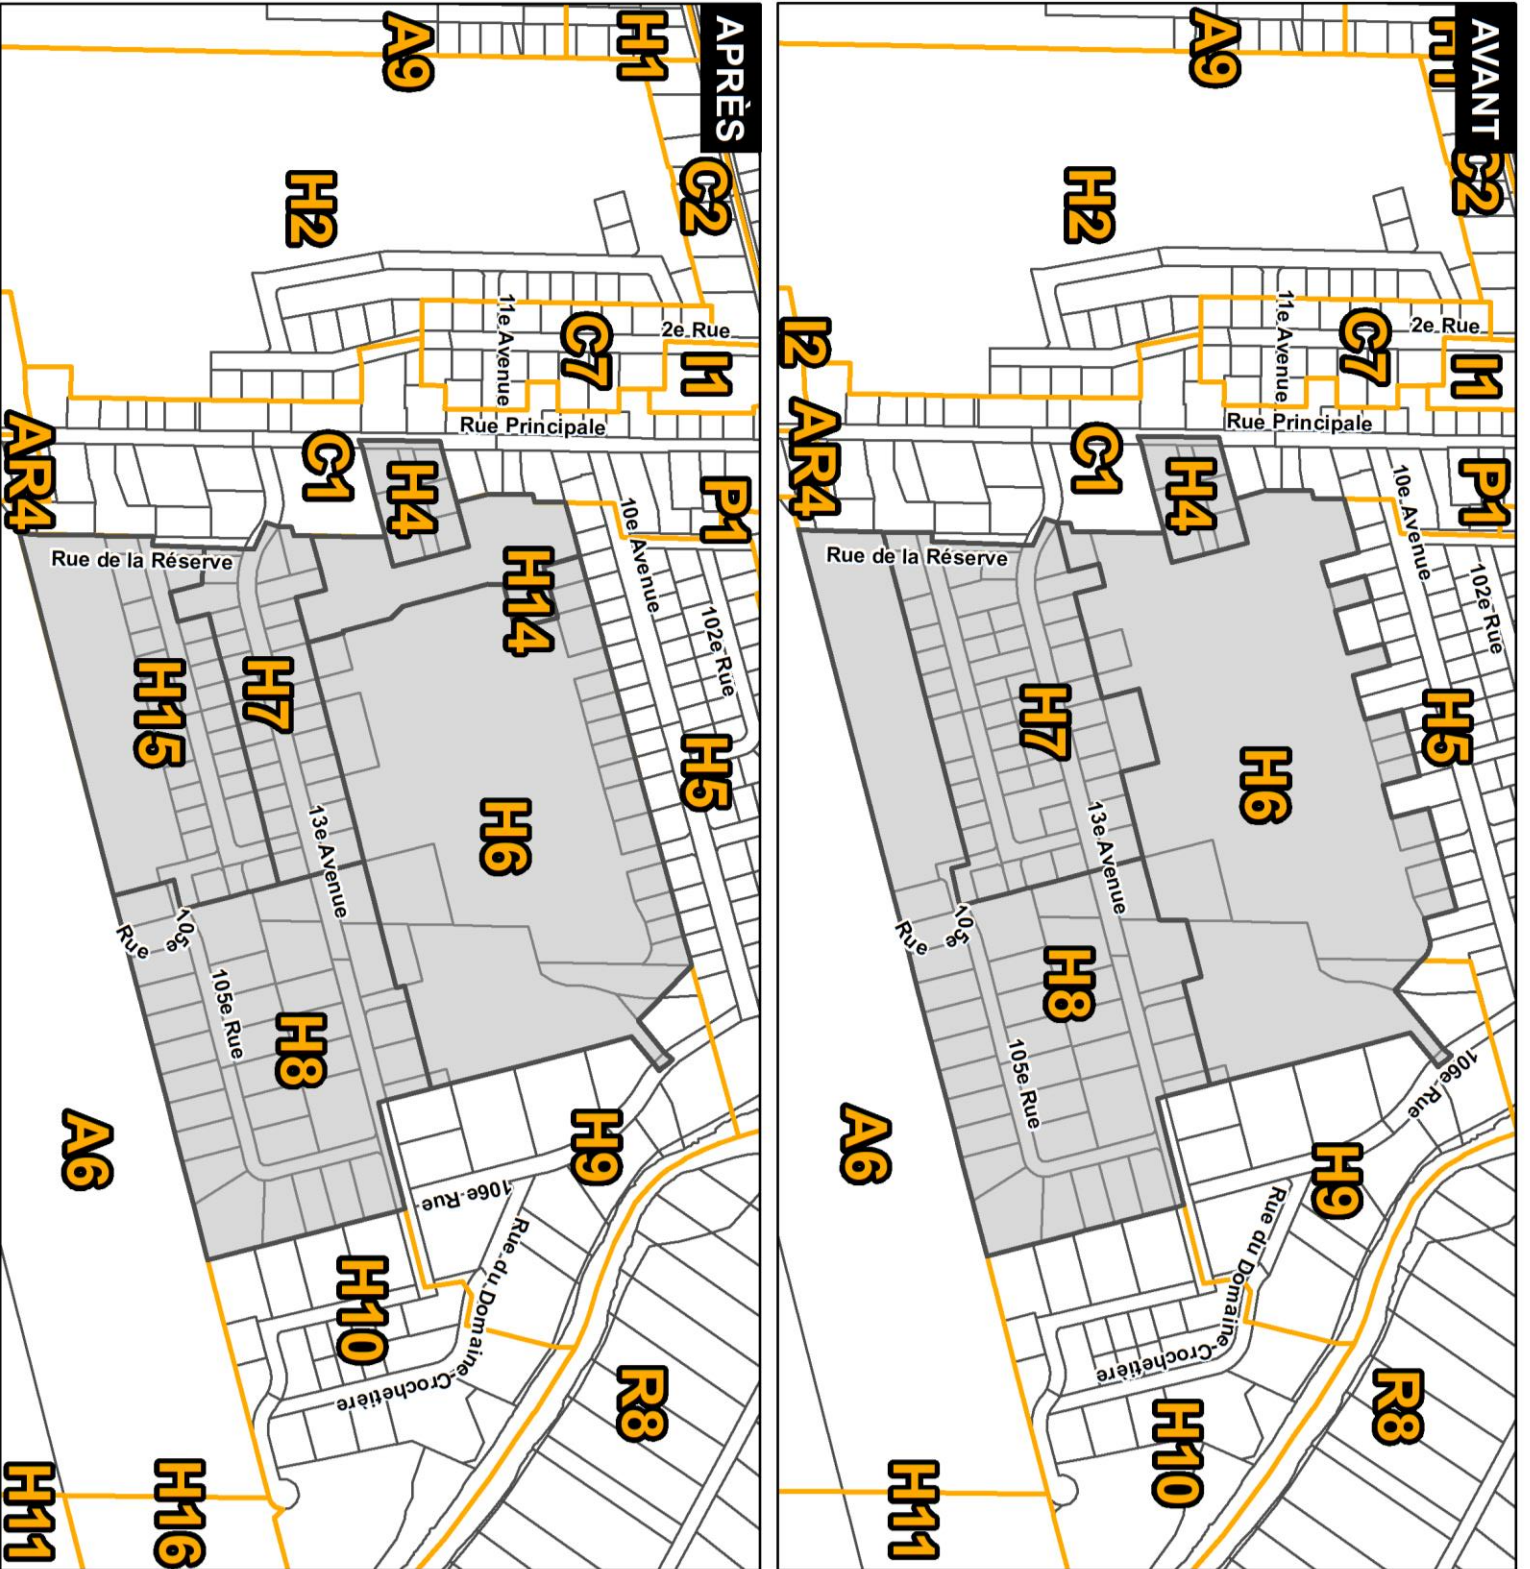 AVANT
H1
C2
A9
H2
I2
C7
I1
2e Rue
11e Avenue
Rue Principale
AR4
C1
H4
P1
10e Avenue
102e Rue
Rue de la Réserve
H7
H6
H5
13e Avenue
105e
Rue
H8
105e Rue
106e Rue
A6
H9
Rue du Domaine-Crochetière
H10
R8
H11
APRÈS
H1
A9
C2
H2
C7
I1
2e Rue
11e Avenue
Rue Principale
AR4
C1
H4
P1
10e Avenue
102e Rue
Rue de la Réserve
H14
H15
H7
H5
H6
13e Avenue
105e
Rue
105e Rue
H8
A6
H9
106e Rue
Rue du Domaine-Crochetière
H10
R8
H16
H11